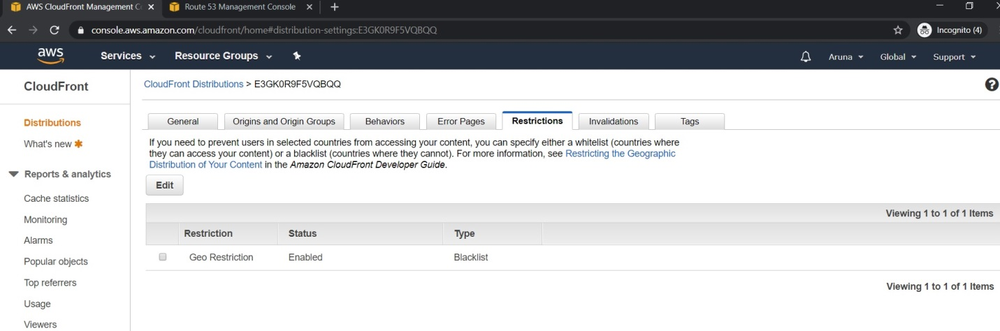 AWS CloudFront Management C
Route 53 Management Console
console.aws.amazon.com/cloudfront/home#distribution-settings:E3GK0R9F5VQBQQ
Incognito (4)
aws
Services
Resource Groups
Aruna
Global
Support
CloudFront
CloudFront Distributions > E3GK0R9F5VQBQQ
Distributions
What's new
Reports & analytics
Cache statistics
Monitoring
Alarms
Popular objects
Top referrers
Usage
Viewers
General
Origins and Origin Groups
Behaviors
Error Pages
Restrictions
Invalidations
Tags
If you need to prevent users in selected countries from accessing your content, you can specify either a whitelist (countries where
they can access your content) or a blacklist (countries where they cannot). For more information, see Restricting the Geographic
Distribution of Your Content in the Amazon CloudFront Developer Guide.
Edit
Viewing 1 to 1 of 1 Items
Restriction Status Type
Geo Restriction Enabled Blacklist
Viewing 1 to 1 of 1 Items